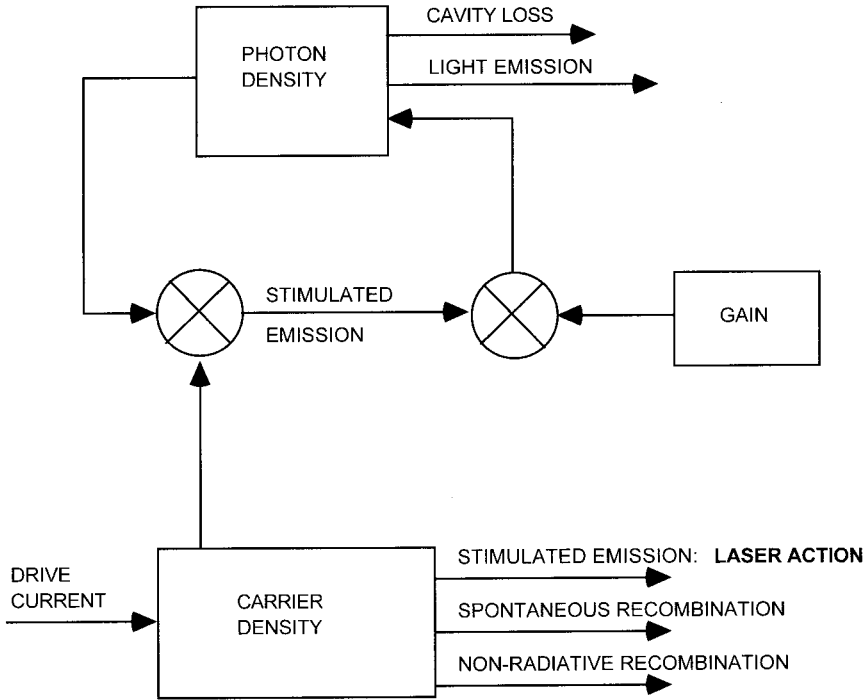 CAVITY LOSS
PHOTON
DENSITY
LIGHT EMISSION
STIMULATED
EMISSION
GAIN
DRIVE
CURRENT
CARRIER
DENSITY
STIMULATED EMISSION: LASER ACTION
SPONTANEOUS RECOMBINATION
NON-RADIATIVE RECOMBINATION